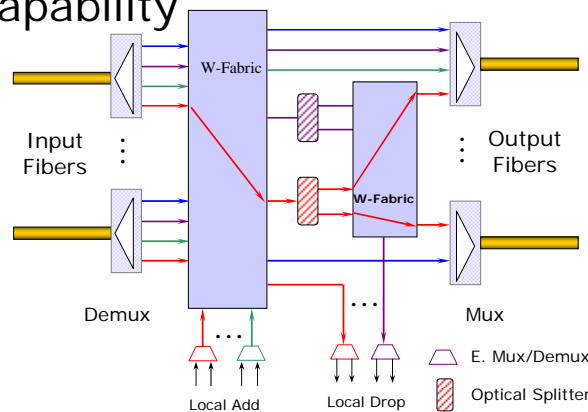 apability
W-Fabric
Input
Fibers
Output
Fibers
W-Fabric
Demux
Mux
E. Mux/Demux
Optical Splitter
Local Add
Local Drop